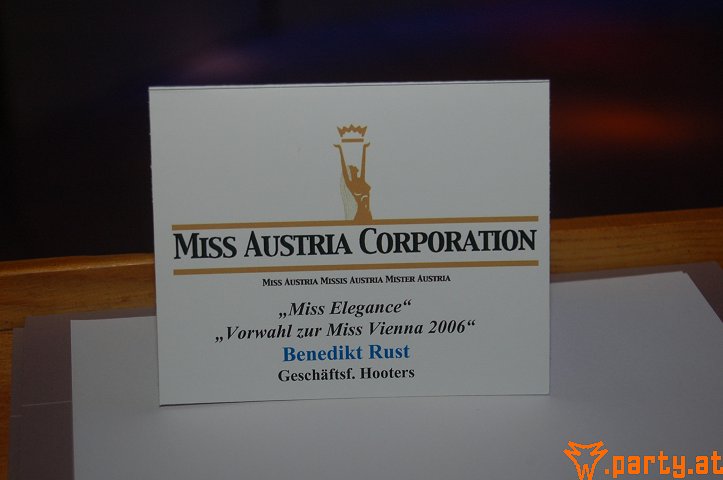 MISS AUSTRIA CORPORATION
MISS AUSTRIA MISSIS AUSTRIA MISTER AUSTRIA
„Miss Elegance“
„Vorwahl zur Miss Vienna 2006“
Benedikt Rust
Geschäftsf. Hooters
.party.at